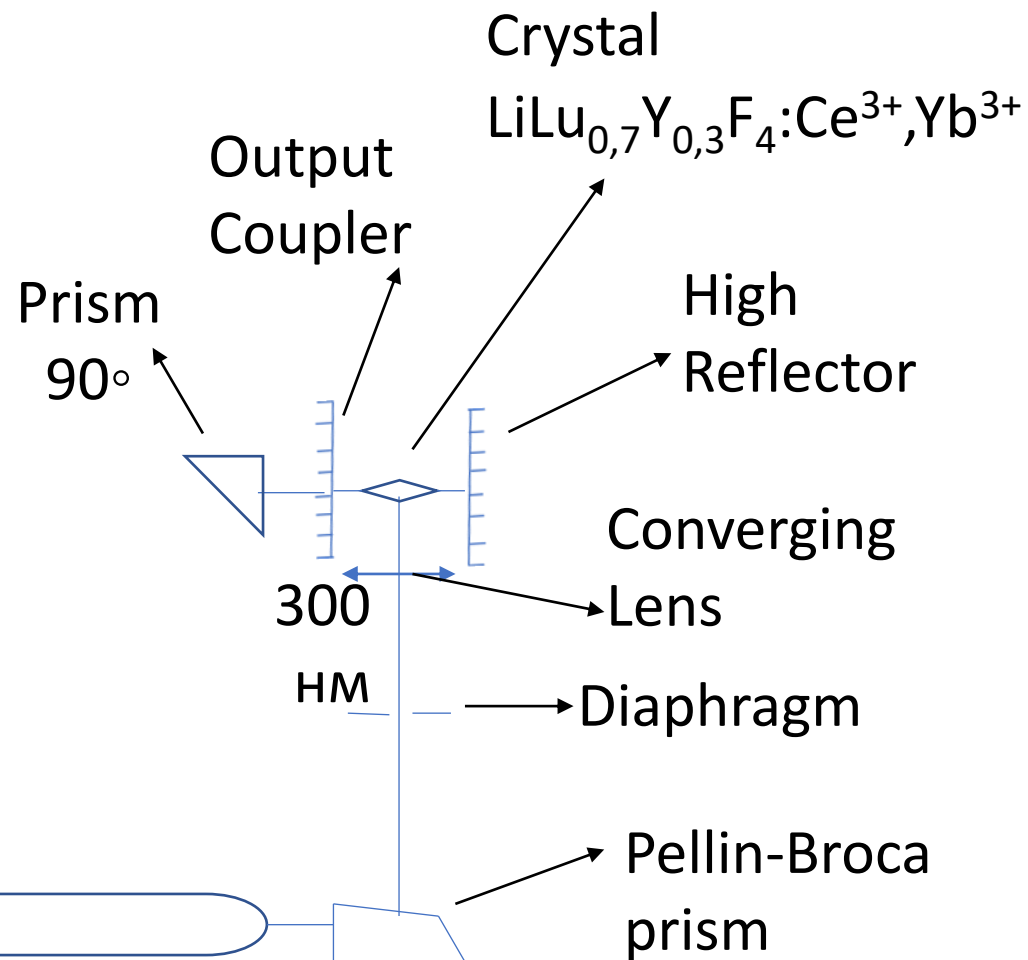 Crystal
LiLu₀,₇Y₀,₃F₄:Ce³⁺,Yb³⁺
Output
Coupler
Prism
90◦
High
Reflector
Converging
Lens
300
нм
Diaphragm
Pellin-Broca
prism